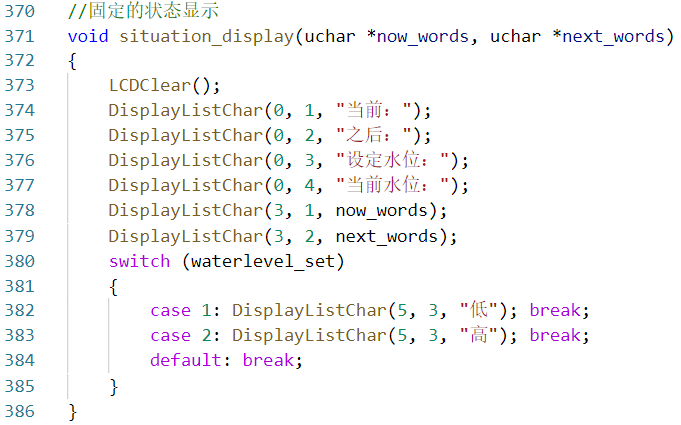 370 //固定的状态显示
371 void situation_display(uchar *now_words, uchar *next_words)
372 {
373     LCDClear();
374     DisplayListChar(0, 1, "当前：");
375     DisplayListChar(0, 2, "之后：");
376     DisplayListChar(0, 3, "设定水位：");
377     DisplayListChar(0, 4, "当前水位：");
378     DisplayListChar(3, 1, now_words);
379     DisplayListChar(3, 2, next_words);
380     switch (waterlevel_set)
381     {
382         case 1: DisplayListChar(5, 3, "低"); break;
383         case 2: DisplayListChar(5, 3, "高"); break;
384         default: break;
385     }
386 }